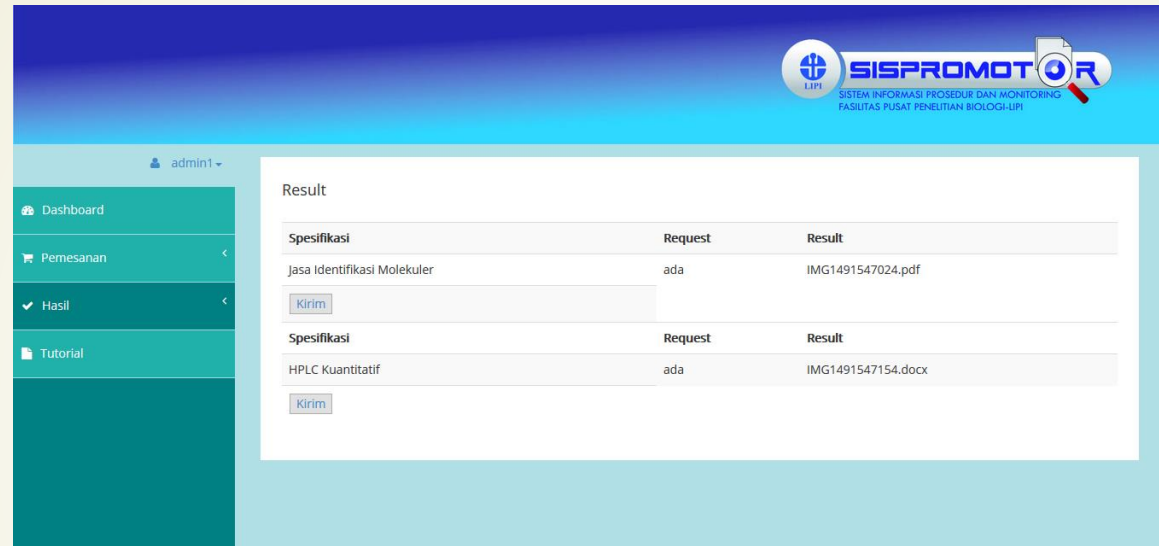 LIPI
SISPROMOTOR
SISTEM INFORMASI PROSEDUR DAN MONITORING
FASILITAS PUSAT PENELITIAN BIOLOGI-LIPI
admin1
Dashboard
Pemesanan
Hasil
Tutorial
Result
Spesifikasi Request Result
Jasa Identifikasi Molekuler ada IMG1491547024.pdf
Kirim
Spesifikasi Request Result
HPLC Kuantitatif ada IMG1491547154.docx
Kirim